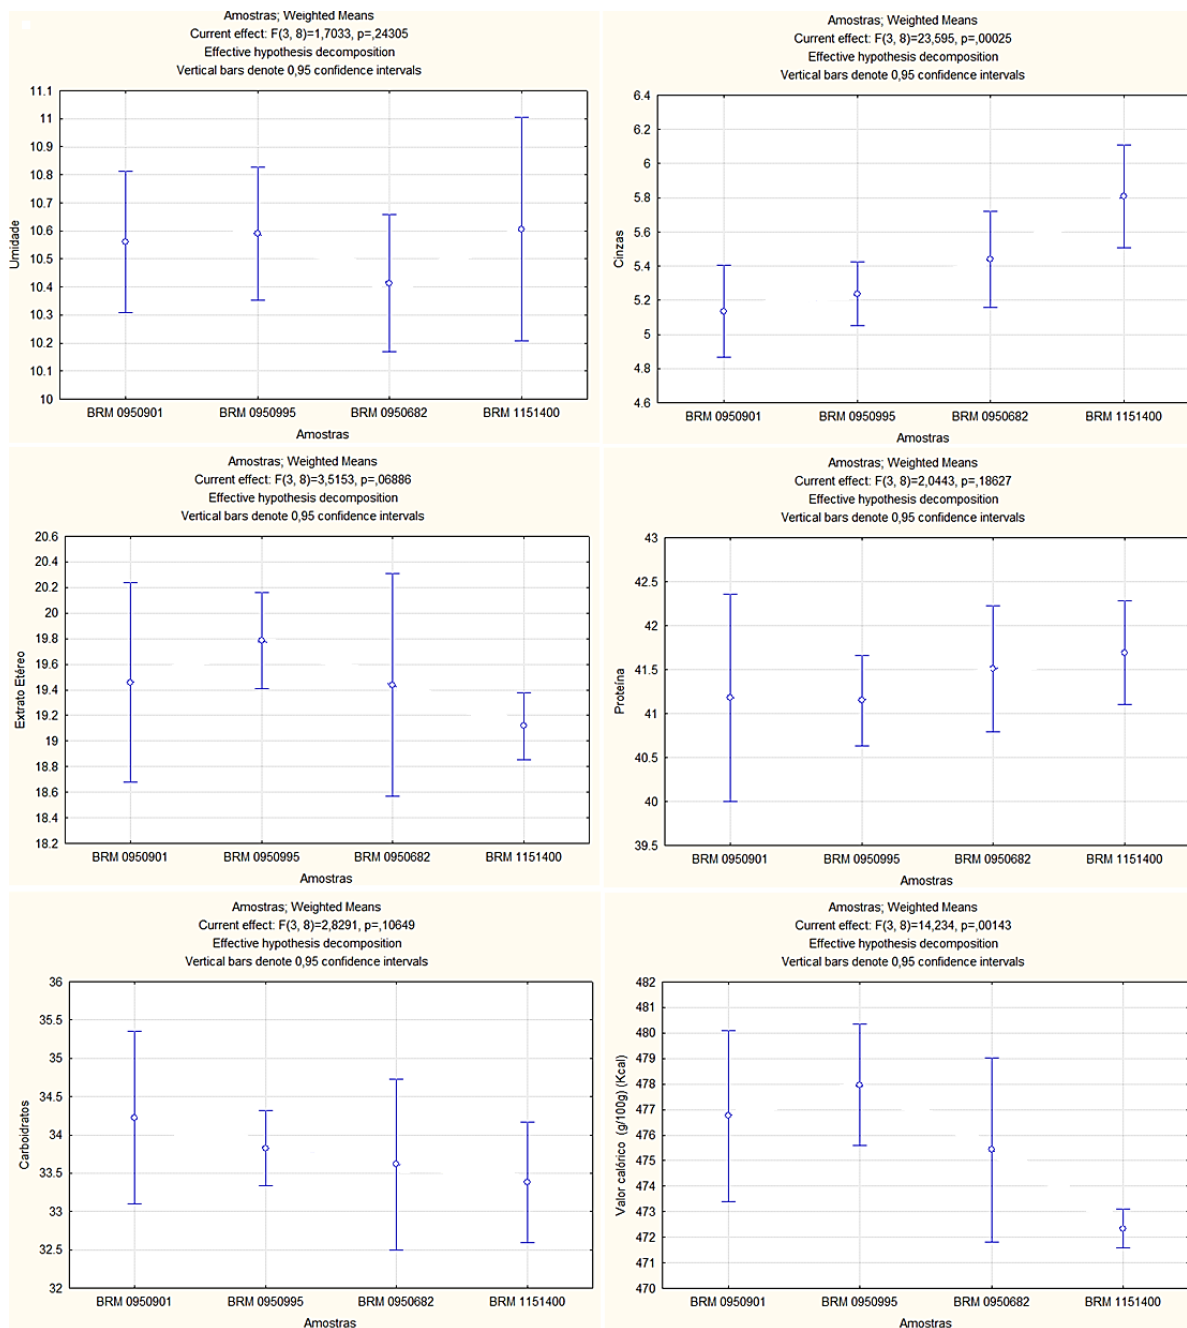 Amostras; Weighted Means
Current effect: F(3, 8)=1,7033, p=,24305
Effective hypothesis decomposition
Vertical bars denote 0,95 confidence intervals
11.1
11
10.9
10.8
10.7
10.6
10.5
10.4
10.3
10.2
10.1
10
Umidade
BRM 0950901 BRM 0950995 BRM 0950682 BRM 1151400
Amostras
Amostras; Weighted Means
Current effect: F(3, 8)=23,595, p=,00025
Effective hypothesis decomposition
Vertical bars denote 0,95 confidence intervals
6.4
6.2
6
5.8
5.6
5.4
5.2
5
4.8
4.6
Cinzas
BRM 0950901 BRM 0950995 BRM 0950682 BRM 1151400
Amostras
Amostras; Weighted Means
Current effect: F(3, 8)=3,5153, p=,06886
Effective hypothesis decomposition
Vertical bars denote 0,95 confidence intervals
20.6
20.4
20.2
20
19.8
19.6
19.4
19.2
19
18.8
18.6
18.4
18.2
Extrato Etéreo
BRM 0950901 BRM 0950995 BRM 0950682 BRM 1151400
Amostras
Amostras; Weighted Means
Current effect: F(3, 8)=2,0443, p=,18627
Effective hypothesis decomposition
Vertical bars denote 0,95 confidence intervals
43
42.5
42
41.5
41
40.5
40
39.5
Proteína
BRM 0950901 BRM 0950995 BRM 0950682 BRM 1151400
Amostras
Amostras; Weighted Means
Current effect: F(3, 8)=2,8291, p=,10649
Effective hypothesis decomposition
Vertical bars denote 0,95 confidence intervals
36
35.5
35
34.5
34
33.5
33
32.5
32
Carboidratos
BRM 0950901 BRM 0950995 BRM 0950682 BRM 1151400
Amostras
Amostras; Weighted Means
Current effect: F(3, 8)=14,234, p=,00143
Effective hypothesis decomposition
Vertical bars denote 0,95 confidence intervals
482
481
480
479
478
477
476
475
474
473
472
471
470
Valor calórico (g/100g) (Kcal)
BRM 0950901 BRM 0950995 BRM 0950682 BRM 1151400
Amostras